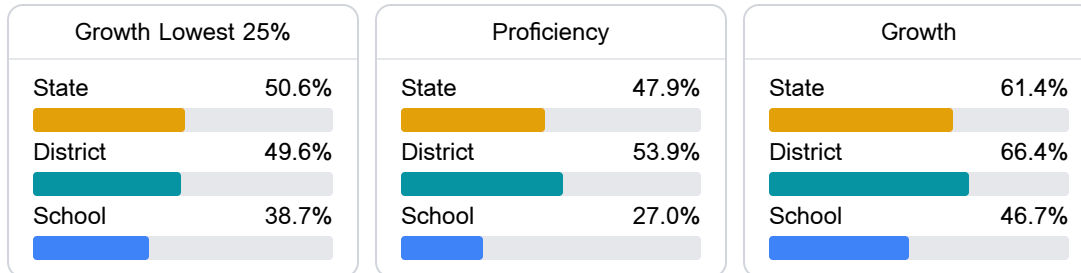 Growth Lowest 25%
State 50.6%
District 49.6%
School 38.7%
Proficiency
State 47.9%
District 53.9%
School 27.0%
Growth
State 61.4%
District 66.4%
School 46.7%